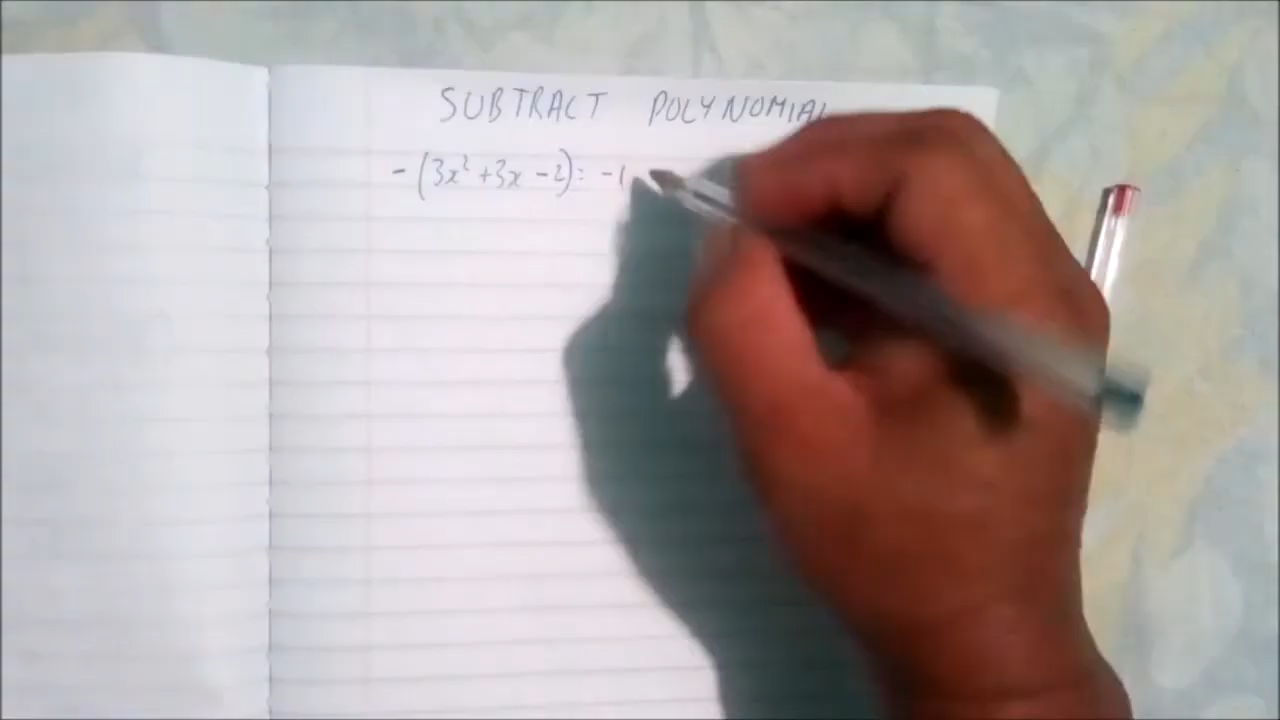 SUBTRACT POLYNOMIAL
-(3x² +3x -2) = -1